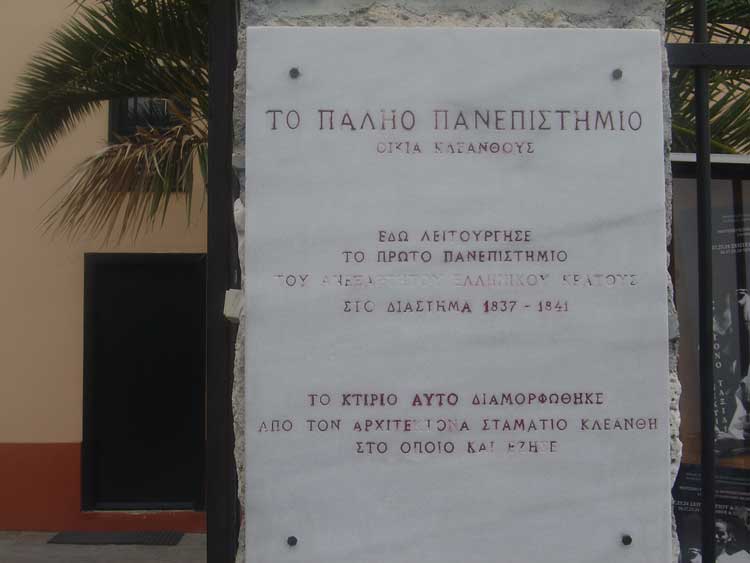 ΤΟ ΠΑΛΗΟ ΠΑΝΕΠΙΣΤΗΜΙΟ
ΟΙΚΙΑ ΚΛΕΑΝΘΟΥΣ
ΕΔΩ ΛΕΙΤΟΥΡΓΗΣΕ
ΤΟ ΠΡΩΤΟ ΠΑΝΕΠΙΣΤΗΜΙΟ
ΤΟΥ ΑΝΕΞΑΡΤΗΤΟΥ ΕΛΛΗΝΙΚΟΥ ΚΡΑΤΟΥΣ
ΣΤΟ ΔΙΑΣΤΗΜΑ 1837 - 1841
ΤΟ ΚΤΙΡΙΟ ΑΥΤΟ ΔΙΑΜΟΡΦΩΘΗΚΕ
ΑΠΟ ΤΟΝ ΑΡΧΙΤΕΚΤΟΝΑ ΣΤΑΜΑΤΙΟ ΚΛΕΑΝΘΗ
ΣΤΟ ΟΠΟΙΟ ΚΑΙ ΕΖΗΣΕ